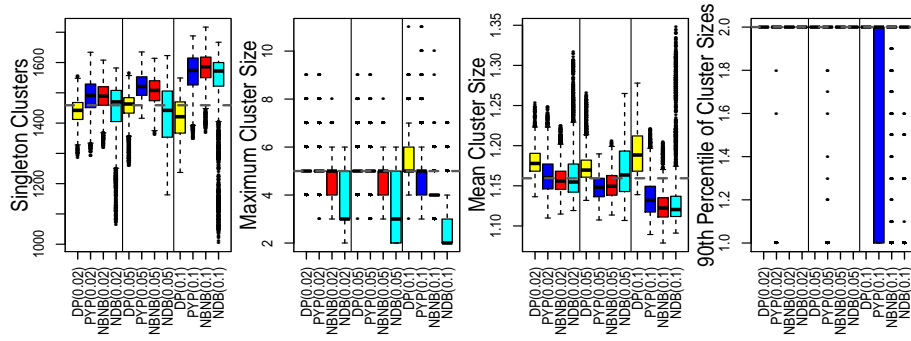 Singleton Clusters
1600
1400
1200
1000
DP(0.02)
PYP(0.02)
NBNB(0.02)
NDB(0.02)
DP(0.05)
PYP(0.05)
NBNB(0.05)
NDB(0.05)
DP(0.1)
PYP(0.1)
NBNB(0.1)
NDB(0.1)
Maximum Cluster Size
10
8
6
4
2
DP(0.02)
PYP(0.02)
NBNB(0.02)
NDB(0.02)
DP(0.05)
PYP(0.05)
NBNB(0.05)
NDB(0.05)
DP(0.1)
PYP(0.1)
NBNB(0.1)
NDB(0.1)
Mean Cluster Size
1.35
1.30
1.25
1.20
1.15
1.10
DP(0.02)
PYP(0.02)
NBNB(0.02)
NDB(0.02)
DP(0.05)
PYP(0.05)
NBNB(0.05)
NDB(0.05)
DP(0.1)
PYP(0.1)
NBNB(0.1)
NDB(0.1)
90th Percentile of Cluster Sizes
2.0
1.8
1.6
1.4
1.2
1.0
DP(0.02)
PYP(0.02)
NBNB(0.02)
NDB(0.02)
DP(0.05)
PYP(0.05)
NBNB(0.05)
NDB(0.05)
DP(0.1)
PYP(0.1)
NBNB(0.1)
NDB(0.1)